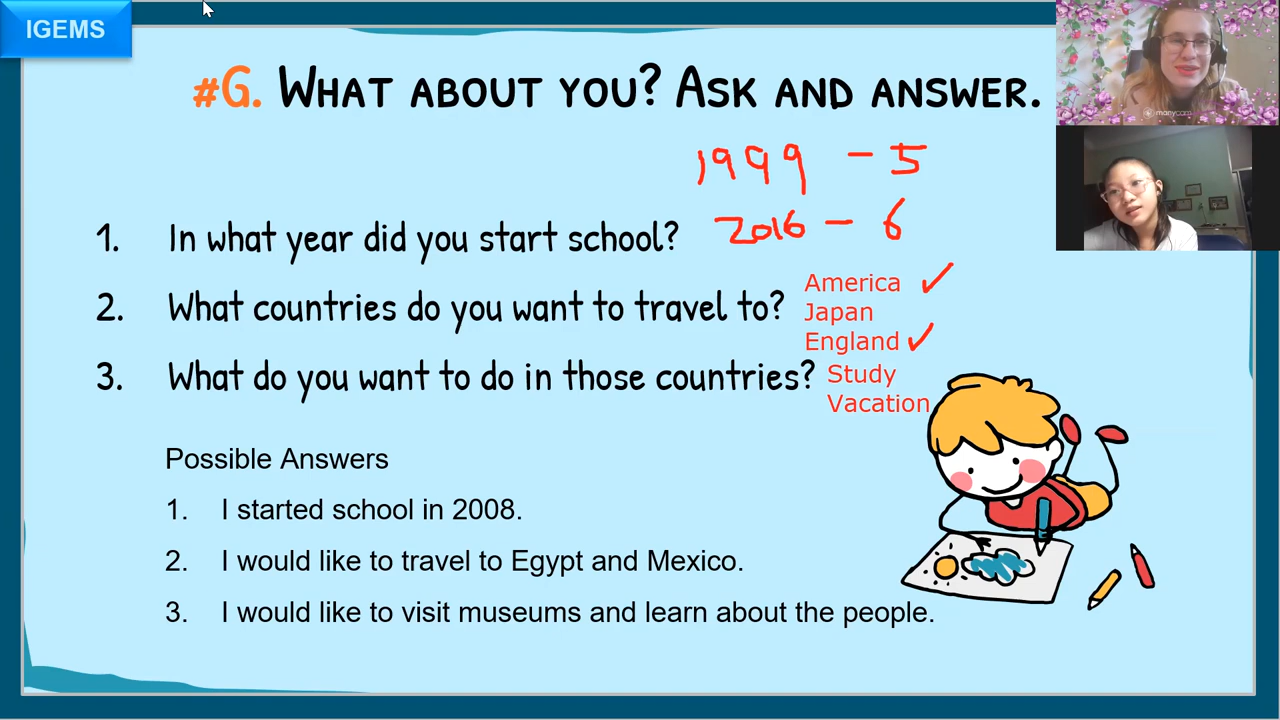 IGEMS
#G. WHAT ABOUT YOU? ASK AND ANSWER.
manycam
1999 – 5
1. In what year did you start school? 2016 – 6
2. What countries do you want to travel to?
America ✓
Japan
England ✓
3. What do you want to do in those countries?
Study
Vacation
Possible Answers
1. I started school in 2008.
2. I would like to travel to Egypt and Mexico.
3. I would like to visit museums and learn about the people.